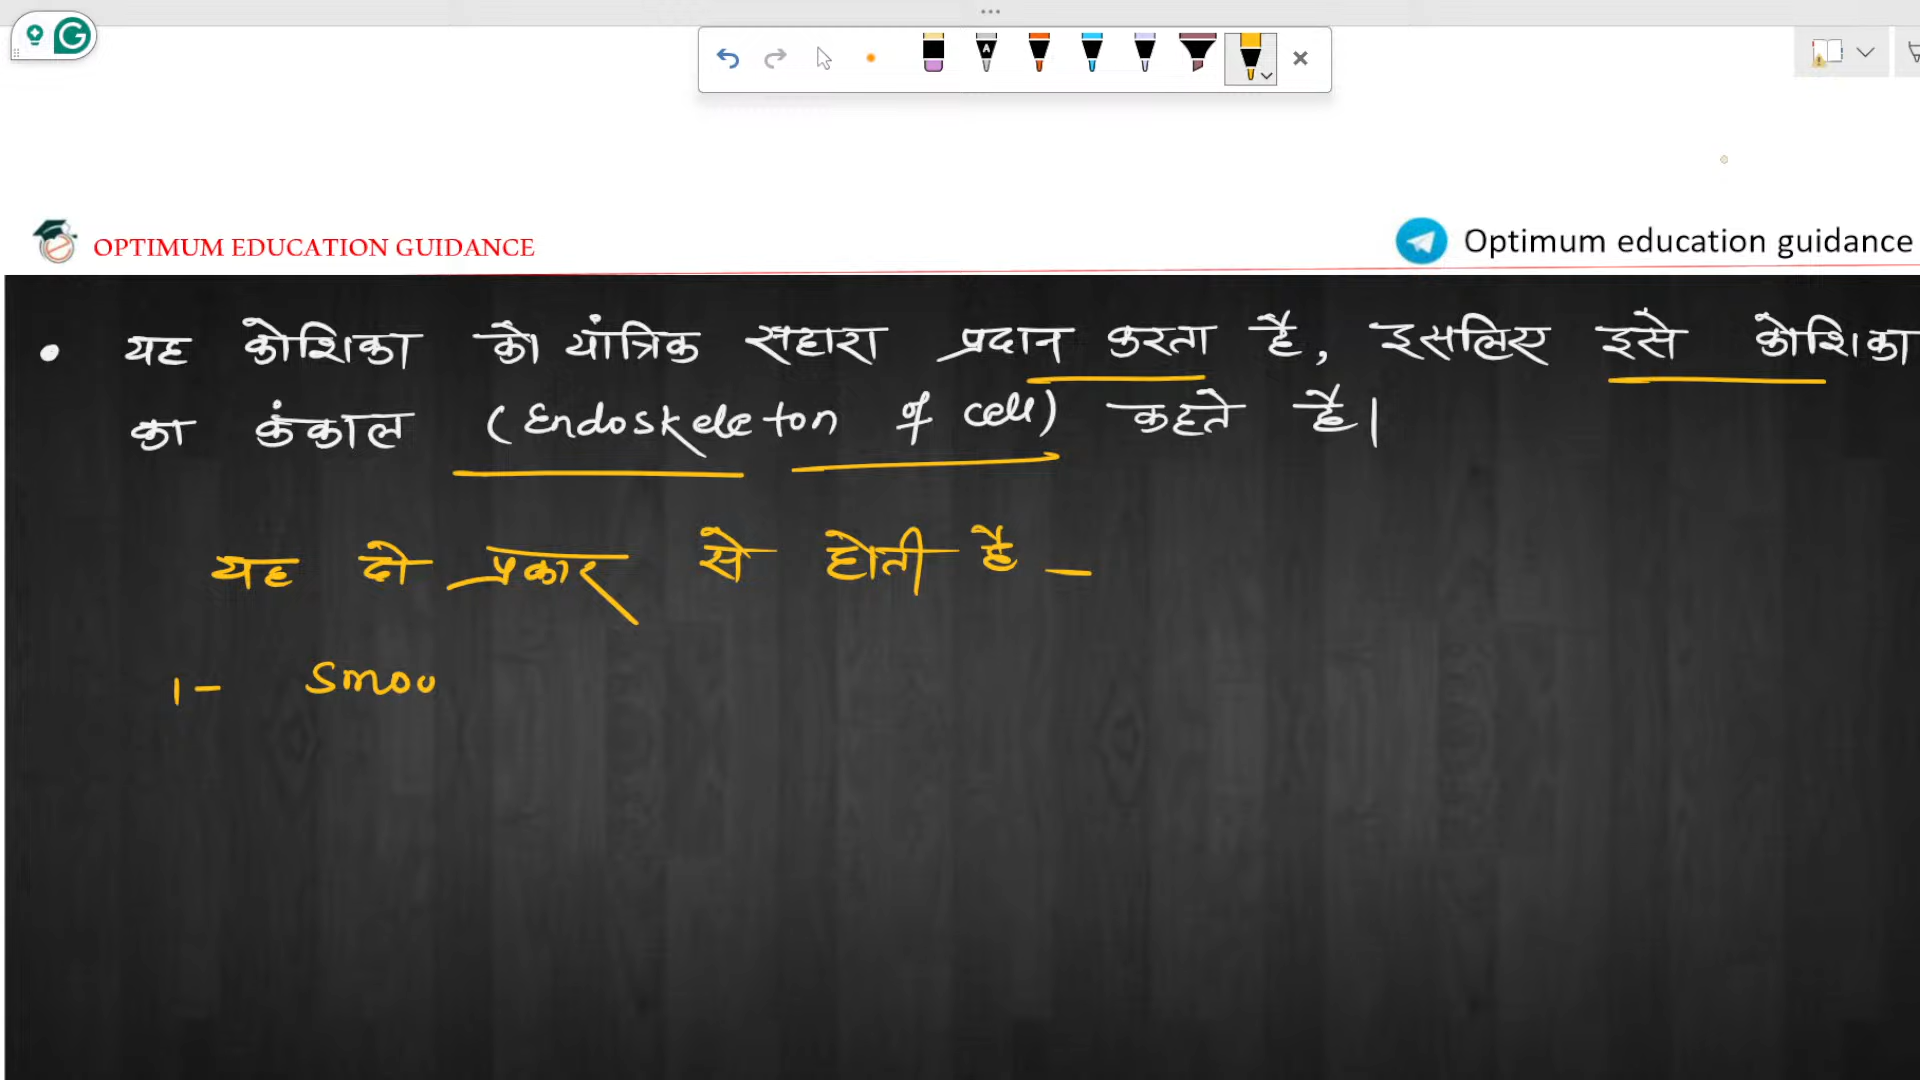 OPTIMUM EDUCATION GUIDANCE
Optimum education guidance
• यह कोशिका को यांत्रिक सहारा प्रदान करता है, इसलिए इसे कोशिका
का कंकाल (Endoskeleton of cell) कहते है।
यह दो प्रकार से होती है –
1- Smoo